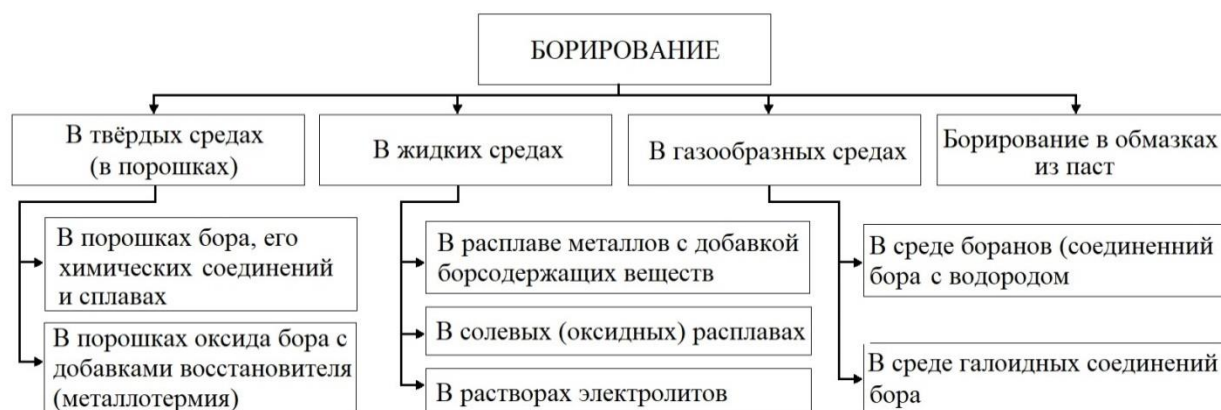 БОРИРОВАНИЕ
В твёрдых средах
(в порошках)
В жидких средах
В газообразных средах
Борирование в обмазках
из паст
В порошках бора, его
химических соединений
и сплавах
В порошках оксида бора с
добавками восстановителя
(металлотермия)
В расплаве металлов с добавкой
борсодержащих веществ
В солевых (оксидных) расплавах
В растворах электролитов
В среде боранов (соединенний
бора с водородом
В среде галоидных соединений
бора